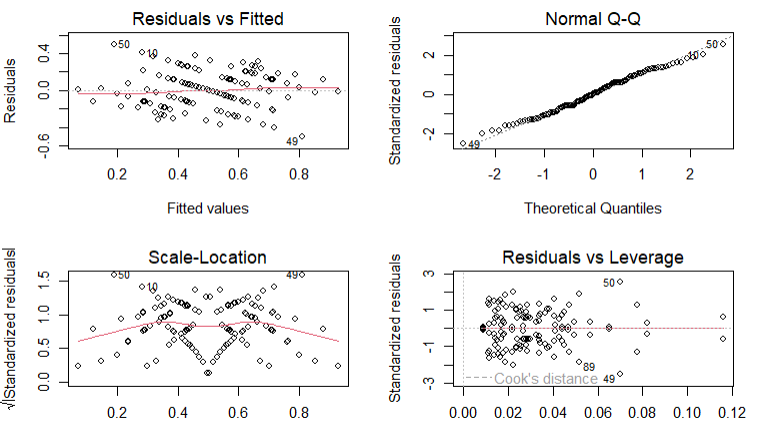 Residuals vs Fitted
Residuals
0.4
0.0
-0.6
50
10
49
0.2 0.4 0.6 0.8
Fitted values
Normal Q-Q
Standardized residuals
2
0
-2
50
10
49
-2 -1 0 1 2
Theoretical Quantiles
Scale-Location
√|Standardized residuals|
1.5
1.0
0.5
0.0
50
10
49
0.2 0.4 0.6 0.8
Residuals vs Leverage
Standardized residuals
3
1
-1
-3
50
89
49
Cook's distance
0.00 0.02 0.04 0.06 0.08 0.10 0.12